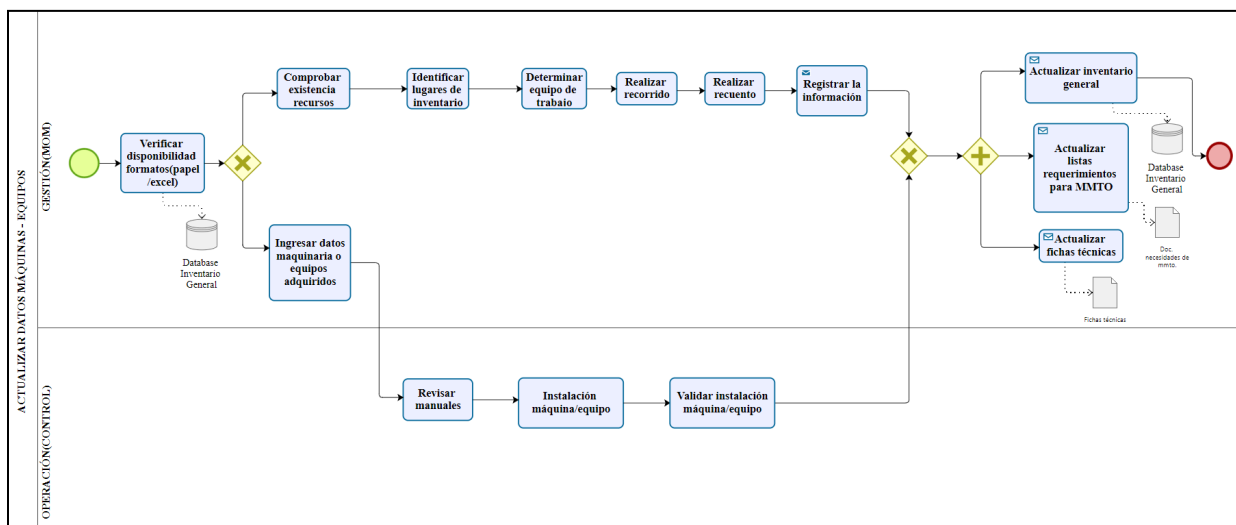 ACTUALIZAR DATOS MÁQUINAS - EQUIPOS
GESTIÓN(MOM)
Verificar
disponibilidad
formatos(papel
/excel)
Database
Inventario
General
Comprobar
existencia
recursos
Identificar
lugares de
inventario
Determinar
equipo de
trabajo
Realizar
recorrido
Realizar
recuento
Registrar la
información
Ingresar datos
maquinaria o
equipos
adquiridos
Actualizar inventario
general
Database
Inventario
General
Actualizar
listas
requerimientos
para MMTO
Doc.
necesidades de
mmto.
Actualizar
fichas técnicas
Fichas técnicas
OPERACIÓN(CONTROL)
Revisar
manuales
Instalación
máquina/equipo
Validar instalación
máquina/equipo